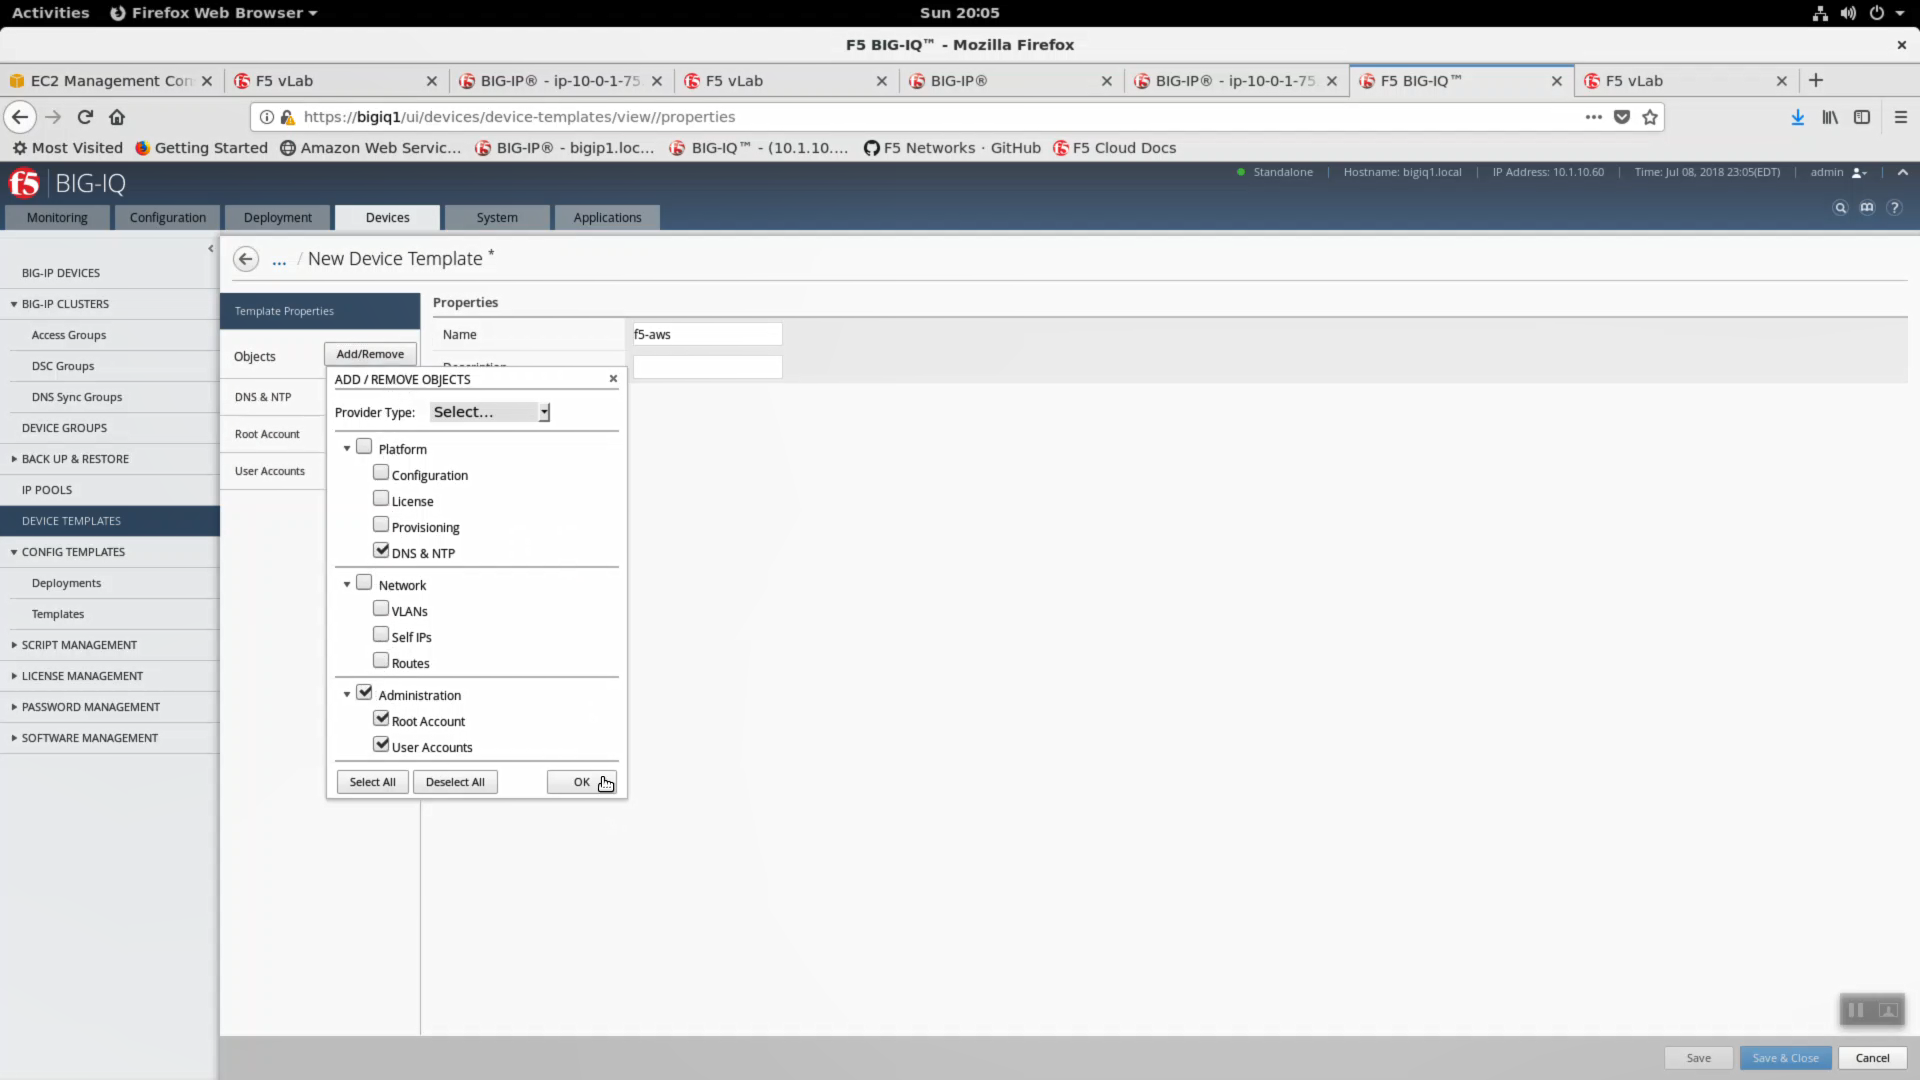 Activities Firefox Web Browser Sun 20:05
F5 BIG-IQ™ - Mozilla Firefox
EC2 Management Con F5 vLab BIG-IP® - ip-10-0-1-75 F5 vLab BIG-IP® BIG-IP® - ip-10-0-1-75 F5 BIG-IQ™ F5 vLab
https://bigiq1/ui/devices/device-templates/view//properties
Most Visited Getting Started Amazon Web Servic... BIG-IP® - bigip1.loc... BIG-IQ™ - (10.1.10.... F5 Networks · GitHub F5 Cloud Docs
f5 BIG-IQ Standalone Hostname: bigiq1.local IP Address: 10.1.10.60 Time: Jul 08, 2018 23:05(EDT) admin
Monitoring Configuration Deployment Devices System Applications
BIG-IP DEVICES
BIG-IP CLUSTERS
Access Groups
DSC Groups
DNS Sync Groups
DEVICE GROUPS
BACK UP & RESTORE
IP POOLS
DEVICE TEMPLATES
CONFIG TEMPLATES
Deployments
Templates
SCRIPT MANAGEMENT
LICENSE MANAGEMENT
PASSWORD MANAGEMENT
SOFTWARE MANAGEMENT
... / New Device Template *
Template Properties
Objects Add/Remove
DNS & NTP
Root Account
User Accounts
Properties
Name f5-aws
Description
ADD / REMOVE OBJECTS
Provider Type: Select...
Platform
Configuration
License
Provisioning
DNS & NTP
Network
VLANs
Self IPs
Routes
Administration
Root Account
User Accounts
Select All Deselect All OK
Save Save & Close Cancel